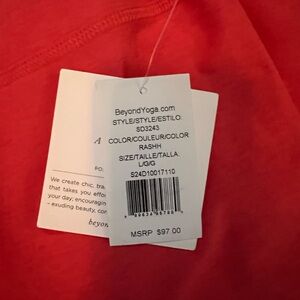 BeyondYoga.com
STYLE/STYLE/ESTILO.
SD3243
COLOR/COULEUR/COLOR
RASHH
SIZE/TAILLE/TALLA.
L/G/G
S24D10017110
MSRP $97.00
A
FO
We create chic, tra
that takes you effo
your day, encouragin
- exuding beauty, con
beyon